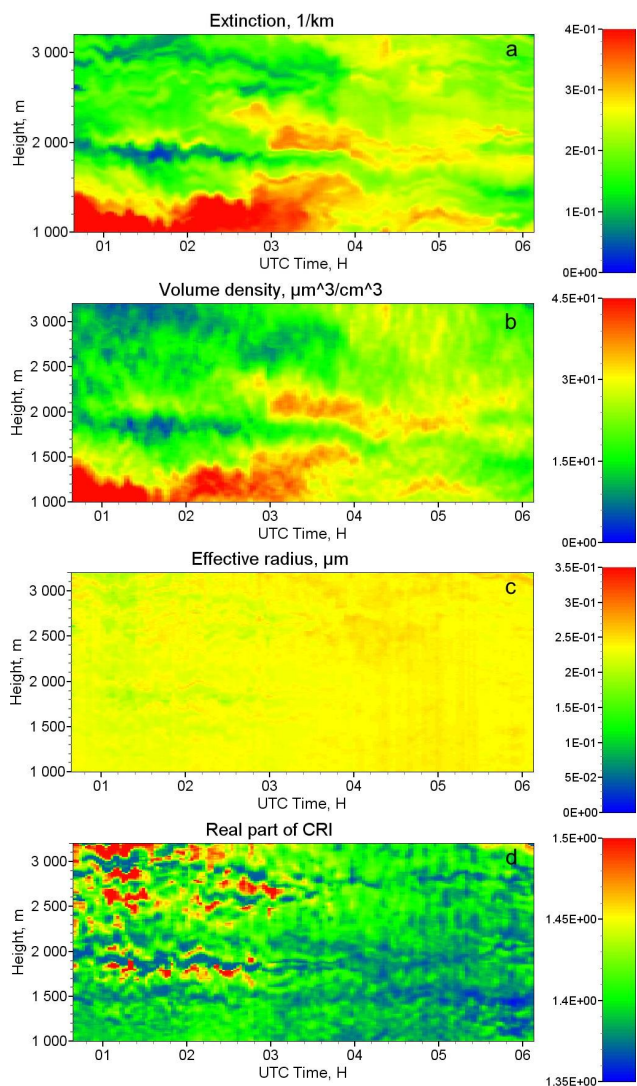 Extinction, 1/km
a
3 000
2 000
1 000
Height, m
01 02 03 04 05 06
UTC Time, H
4E-01
3E-01
2E-01
1E-01
0E+00
Volume density, µm^3/cm^3
b
3 000
2 500
2 000
1 500
1 000
Height, m
01 02 03 04 05 06
UTC Time, H
4.5E+01
3E+01
1.5E+01
0E+00
Effective radius, µm
c
3 000
2 500
2 000
1 500
1 000
Height, m
01 02 03 04 05 06
UTC Time, H
3.5E-01
3E-01
2.5E-01
2E-01
1.5E-01
1E-01
5E-02
0E+00
Real part of CRI
d
3 000
2 500
2 000
1 500
1 000
Height, m
01 02 03 04 05 06
UTC Time, H
1.5E+00
1.45E+00
1.4E+00
1.35E+00